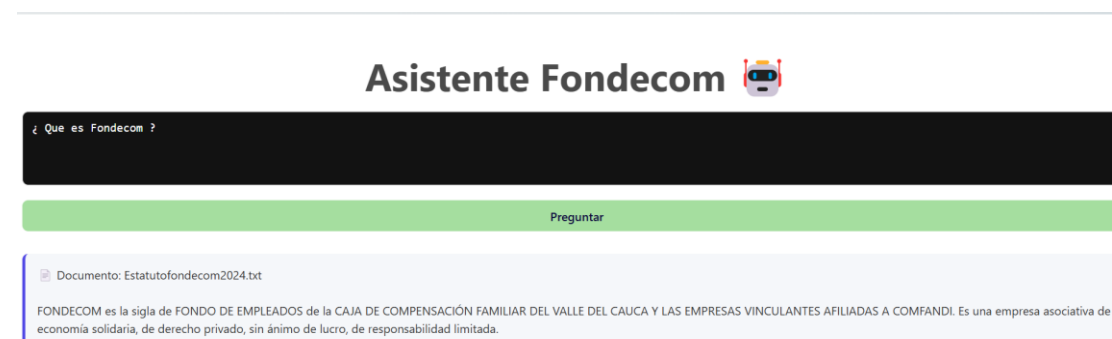 Asistente Fondecom 🤖
¿ Que es Fondecom ?
Preguntar
📄 Documento: Estatutofondecom2024.txt
FONDECOM es la sigla de FONDO DE EMPLEADOS de la CAJA DE COMPENSACIÓN FAMILIAR DEL VALLE DEL CAUCA Y LAS EMPRESAS VINCULANTES AFILIADAS A COMFANDI. Es una empresa asociativa de
economía solidaria, de derecho privado, sin ánimo de lucro, de responsabilidad limitada.